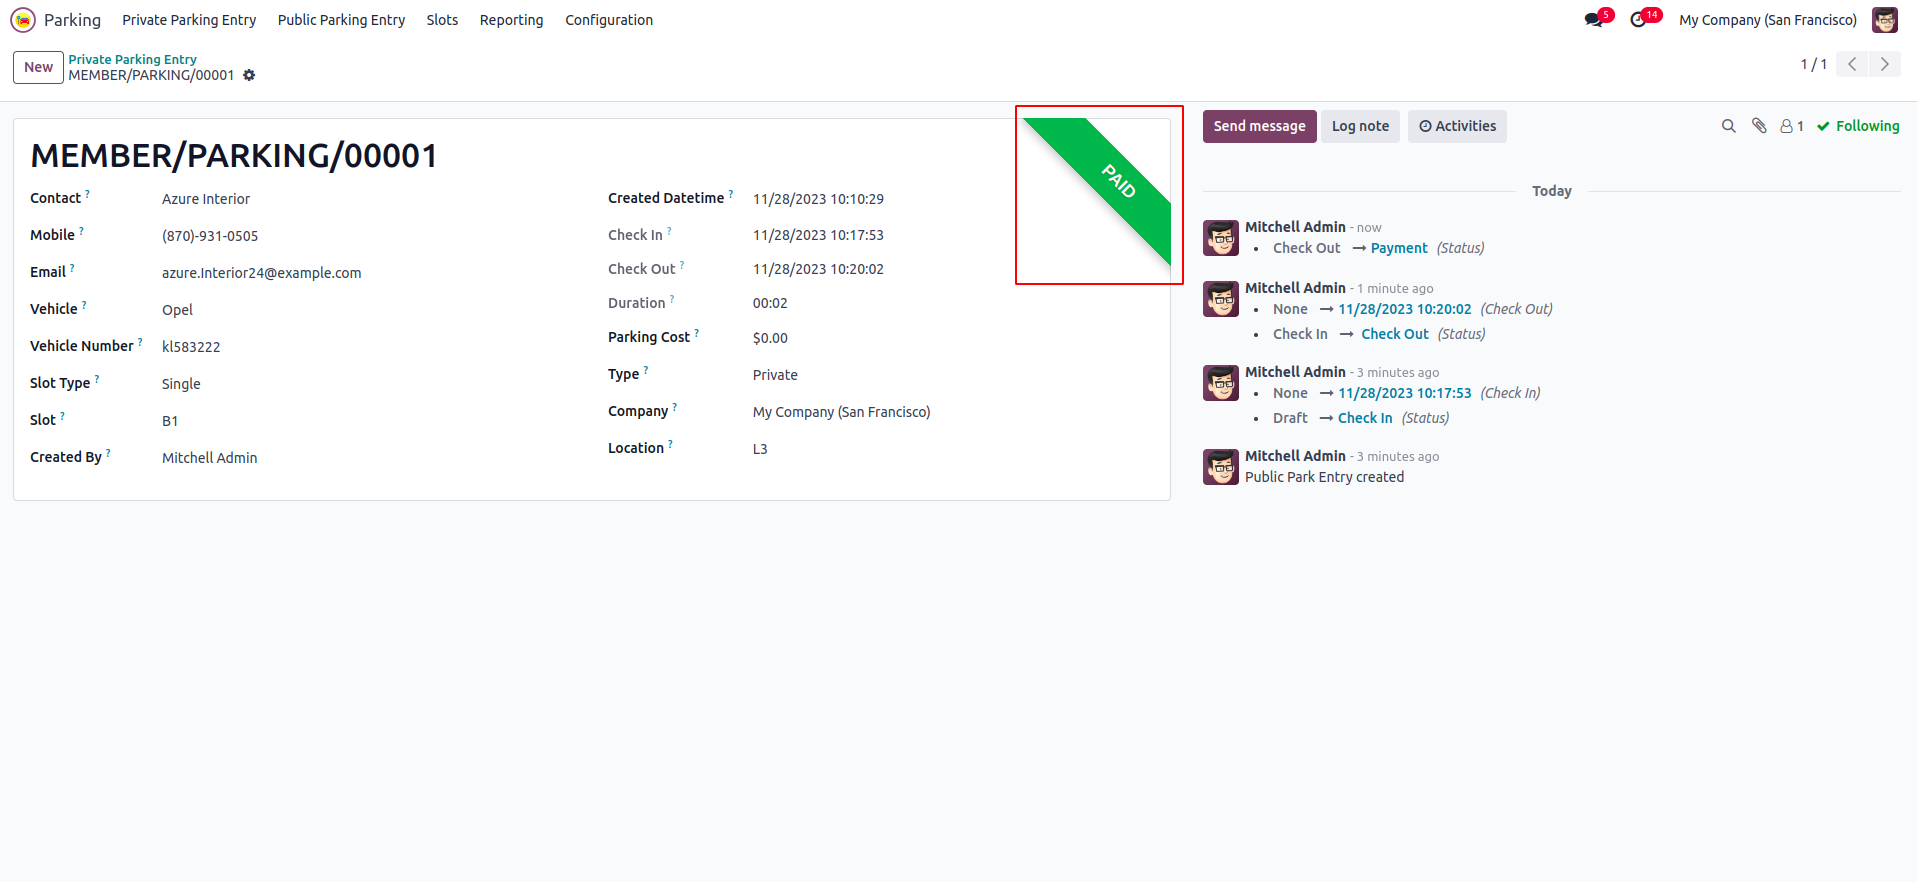 Parking Private Parking Entry Public Parking Entry Slots Reporting Configuration 5 14 My Company (San Francisco)
New Private Parking Entry
MEMBER/PARKING/00001
1 / 1
MEMBER/PARKING/00001
PAID
Contact ? Azure Interior
Mobile ? (870)-931-0505
Email ? azure.Interior24@example.com
Vehicle ? Opel
Vehicle Number ? kl583222
Slot Type ? Single
Slot ? B1
Created By ? Mitchell Admin
Created Datetime ? 11/28/2023 10:10:29
Check In ? 11/28/2023 10:17:53
Check Out ? 11/28/2023 10:20:02
Duration ? 00:02
Parking Cost ? $0.00
Type ? Private
Company ? My Company (San Francisco)
Location ? L3
Send message Log note Activities 1 Following
Today
Mitchell Admin - now
• Check Out → Payment (Status)
Mitchell Admin - 1 minute ago
• None → 11/28/2023 10:20:02 (Check Out)
• Check In → Check Out (Status)
Mitchell Admin - 3 minutes ago
• None → 11/28/2023 10:17:53 (Check In)
• Draft → Check In (Status)
Mitchell Admin - 3 minutes ago
Public Park Entry created